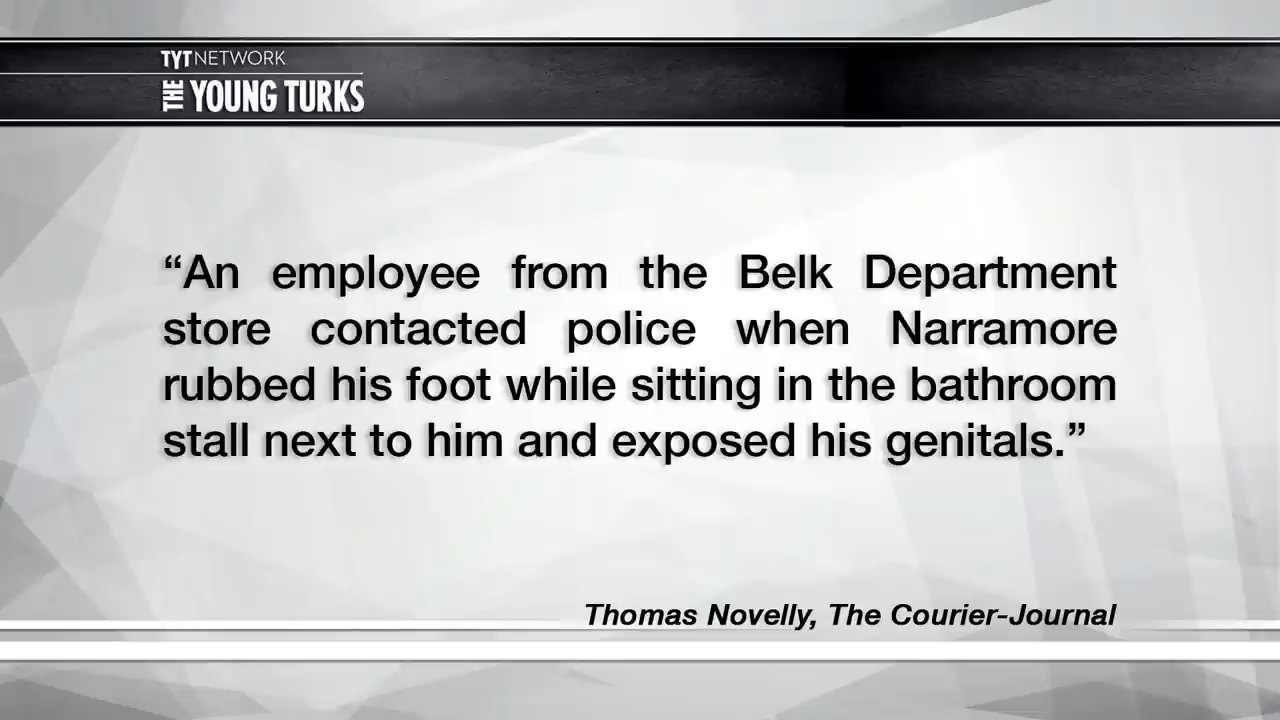 TYT NETWORK
THE YOUNG TURKS
“An employee from the Belk Department
store contacted police when Narramore
rubbed his foot while sitting in the bathroom
stall next to him and exposed his genitals.”
Thomas Novelly, The Courier-Journal